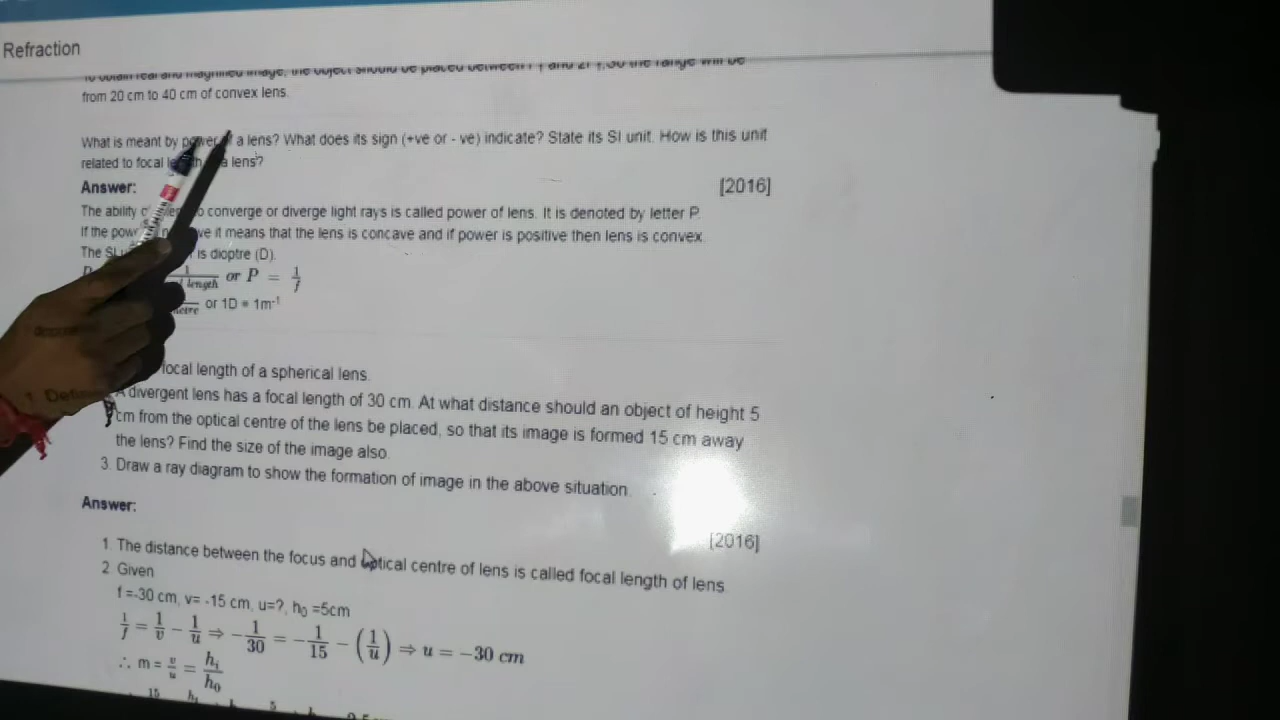 Refraction
from 20 cm to 40 cm of convex lens.
What is meant by power of a lens? What does its sign (+ve or - ve) indicate? State its SI unit. How is this unit
related to focal lens?
Answer:
[2016]
The ability converge or diverge light rays is called power of lens. It is denoted by letter P.
If the it means that the lens is concave and if power is positive then lens is convex.
The is dioptre (D).
1/length or P = 1/f
or 1D = 1m⁻¹
focal length of a spherical lens.
A divergent lens has a focal length of 30 cm. At what distance should an object of height 5
cm from the optical centre of the lens be placed, so that its image is formed 15 cm away
the lens? Find the size of the image also.
3. Draw a ray diagram to show the formation of image in the above situation.
Answer:
[2016]
1. The distance between the focus and optical centre of lens is called focal length of lens
2. Given
f =-30 cm, v= -15 cm, u=?, h₀ =5cm
1/f = 1/v − 1/u ⇒ −1/30 = −1/15 − (1/u) ⇒ u = −30 cm
∴ m = v/u = hᵢ/h₀